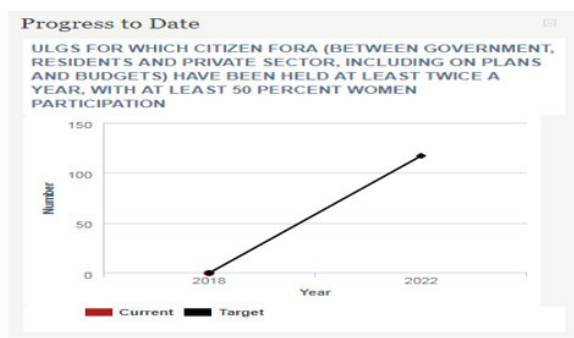 Progress to Date
ULGS FOR WHICH CITIZEN FORA (BETWEEN GOVERNMENT,
RESIDENTS AND PRIVATE SECTOR, INCLUDING ON PLANS
AND BUDGETS) HAVE BEEN HELD AT LEAST TWICE A
YEAR, WITH AT LEAST 50 PERCENT WOMEN
PARTICIPATION
150
100
50
0
Number
2018 2022
Year
Current Target